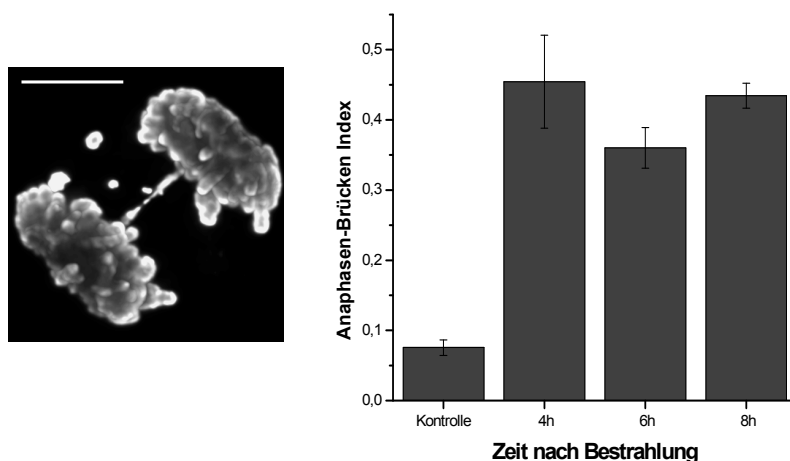 0,5
0,4
0,3
0,2
0,1
0,0
Anaphasen-Brücken Index
Kontrolle 4h 6h 8h
Zeit nach Bestrahlung